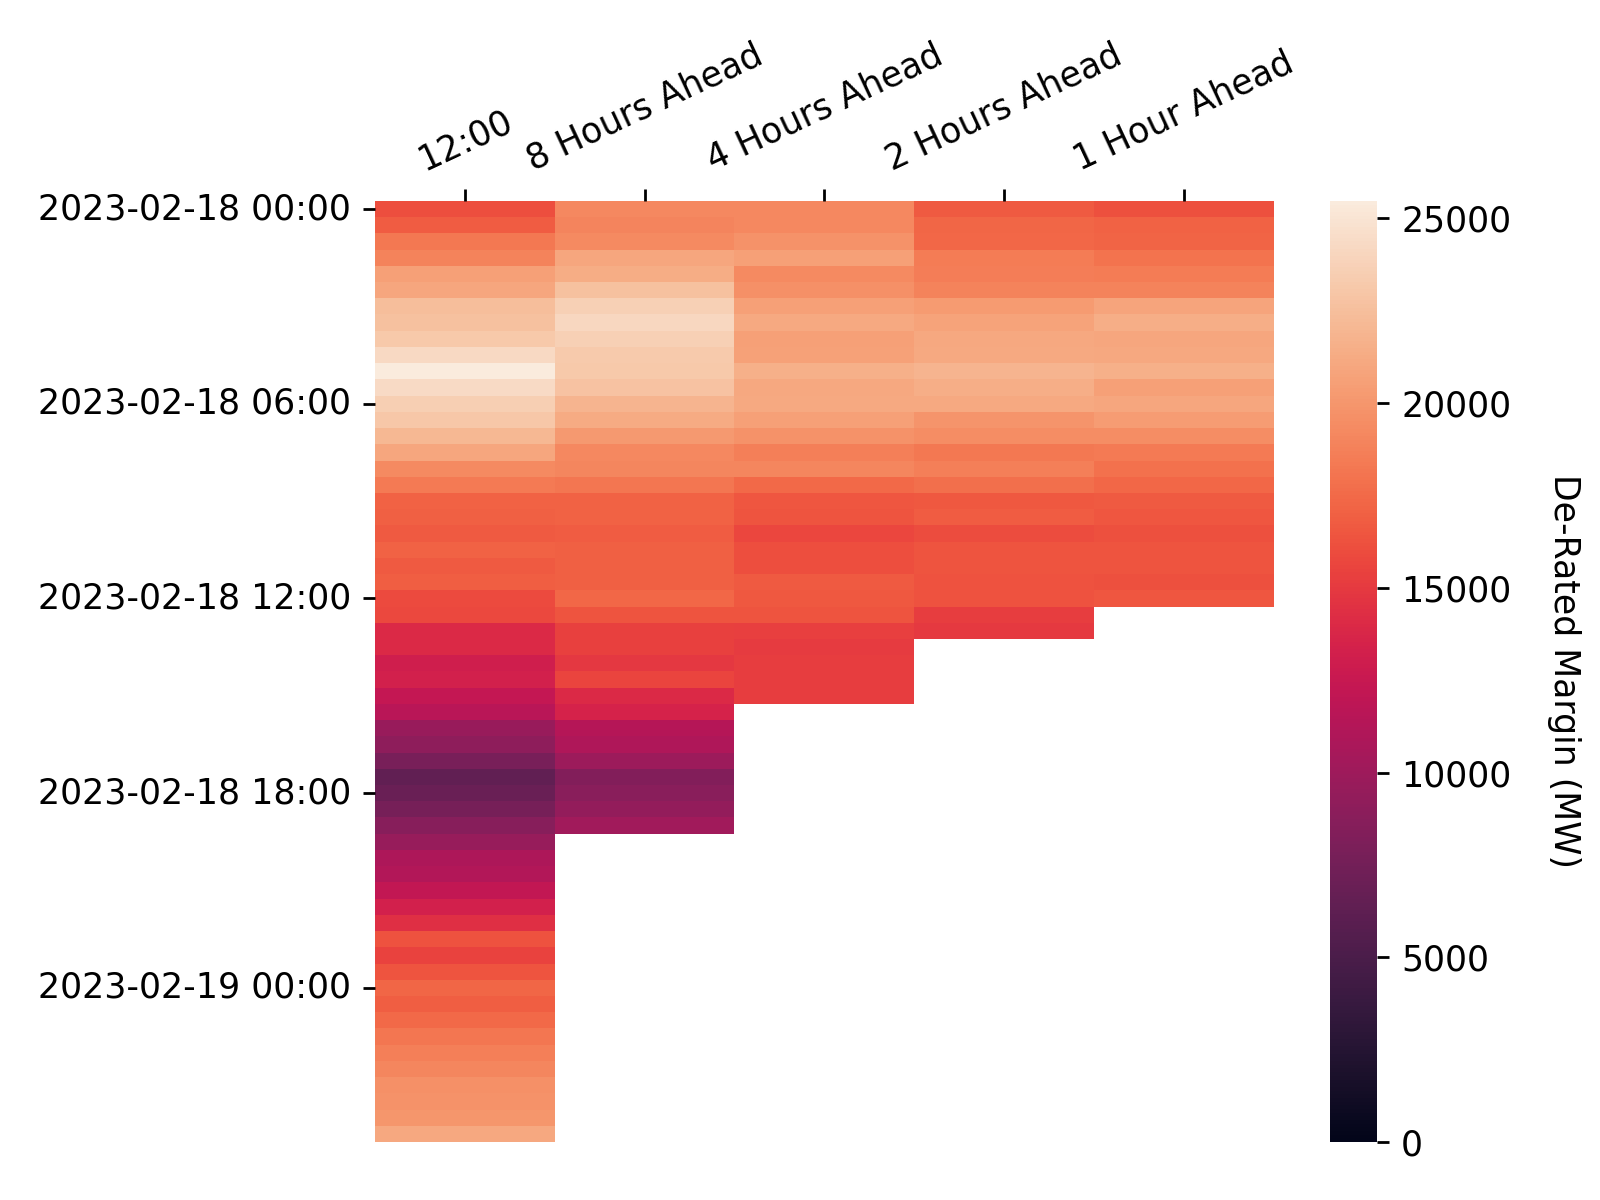 12:00
8 Hours Ahead
4 Hours Ahead
2 Hours Ahead
1 Hour Ahead
2023-02-18 00:00
2023-02-18 06:00
2023-02-18 12:00
2023-02-18 18:00
2023-02-19 00:00
25000
20000
15000
10000
5000
0
De-Rated Margin (MW)